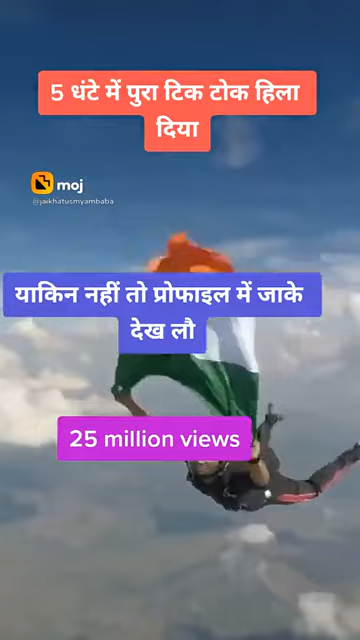 5 धंटे में पुरा टिक टोक हिला
दिया
moj
@jaikhatusmyambaba
याकिन नहीं तो प्रोफाइल में जाके
देख लौ
25 million views